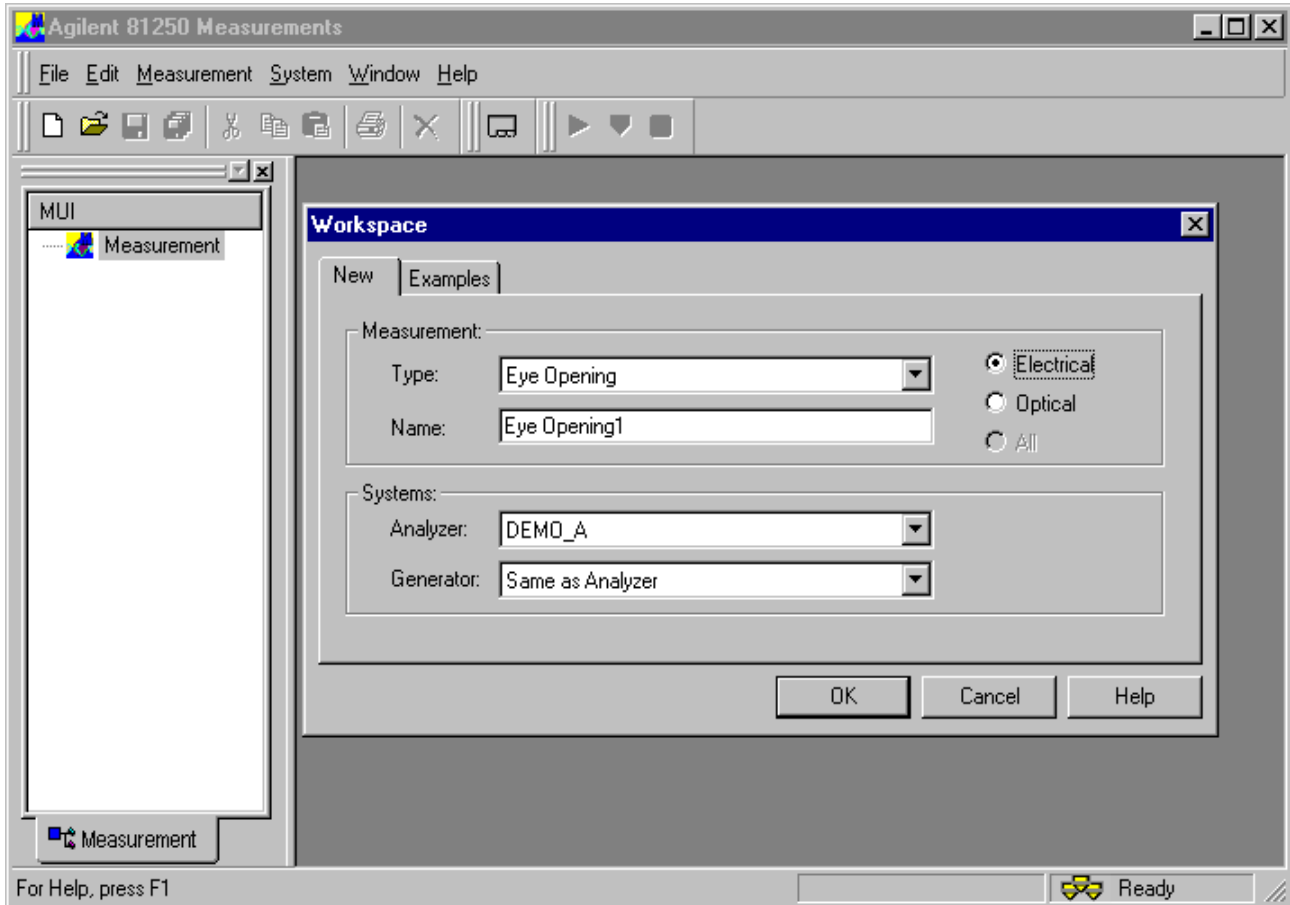 Agilent 81250 Measurements
File Edit Measurement System Window Help
MUI
Measurement
Workspace
New Examples
Measurement:
Type: Eye Opening
Electrical
Optical
Name: Eye Opening1
All
Systems:
Analyzer: DEMO_A
Generator: Same as Analyzer
OK Cancel Help
Measurement
For Help, press F1
Ready